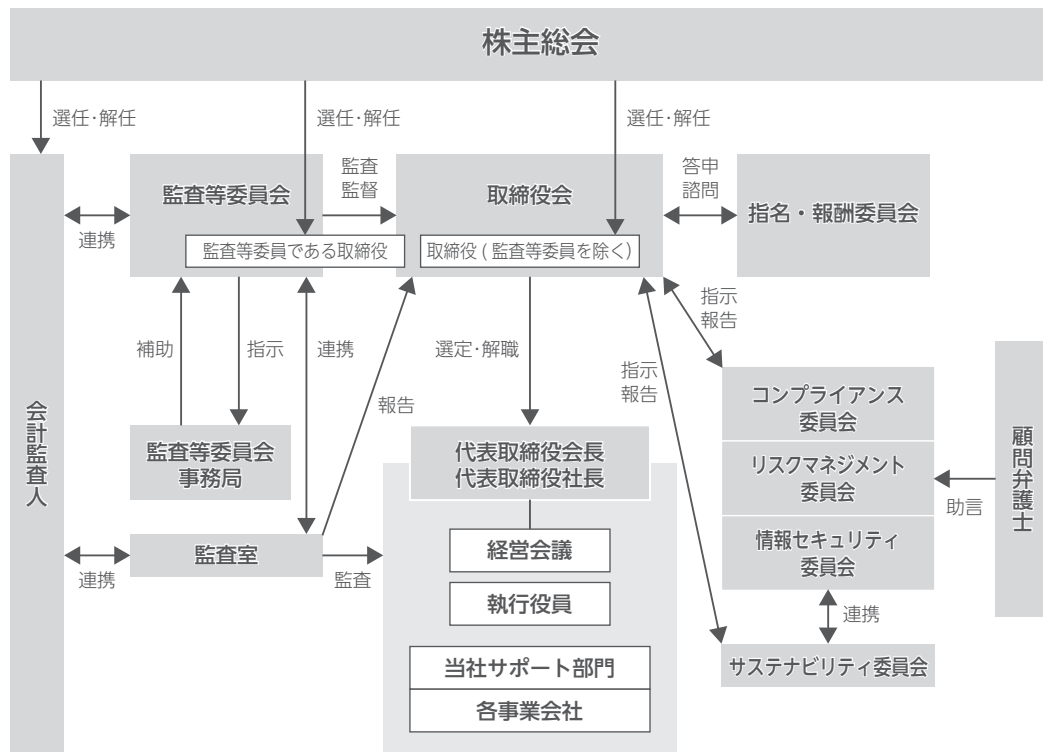 株主総会
選任･解任
選任･解任
選任･解任
監査等委員会
監査
監督
取締役会
答申
諮問
指名・報酬委員会
連携
監査等委員である取締役
取締役 ( 監査等委員を除く)
補助
指示
連携
報告
選定･解職
指示
報告
指示
報告
会計監査人
監査等委員会
事務局
代表取締役会長
代表取締役社長
コンプライアンス
委員会
リスクマネジメント
委員会
情報セキュリティ
委員会
助言
顧問弁護士
連携
監査室
監査
経営会議
執行役員
連携
当社サポート部門
各事業会社
サステナビリティ委員会